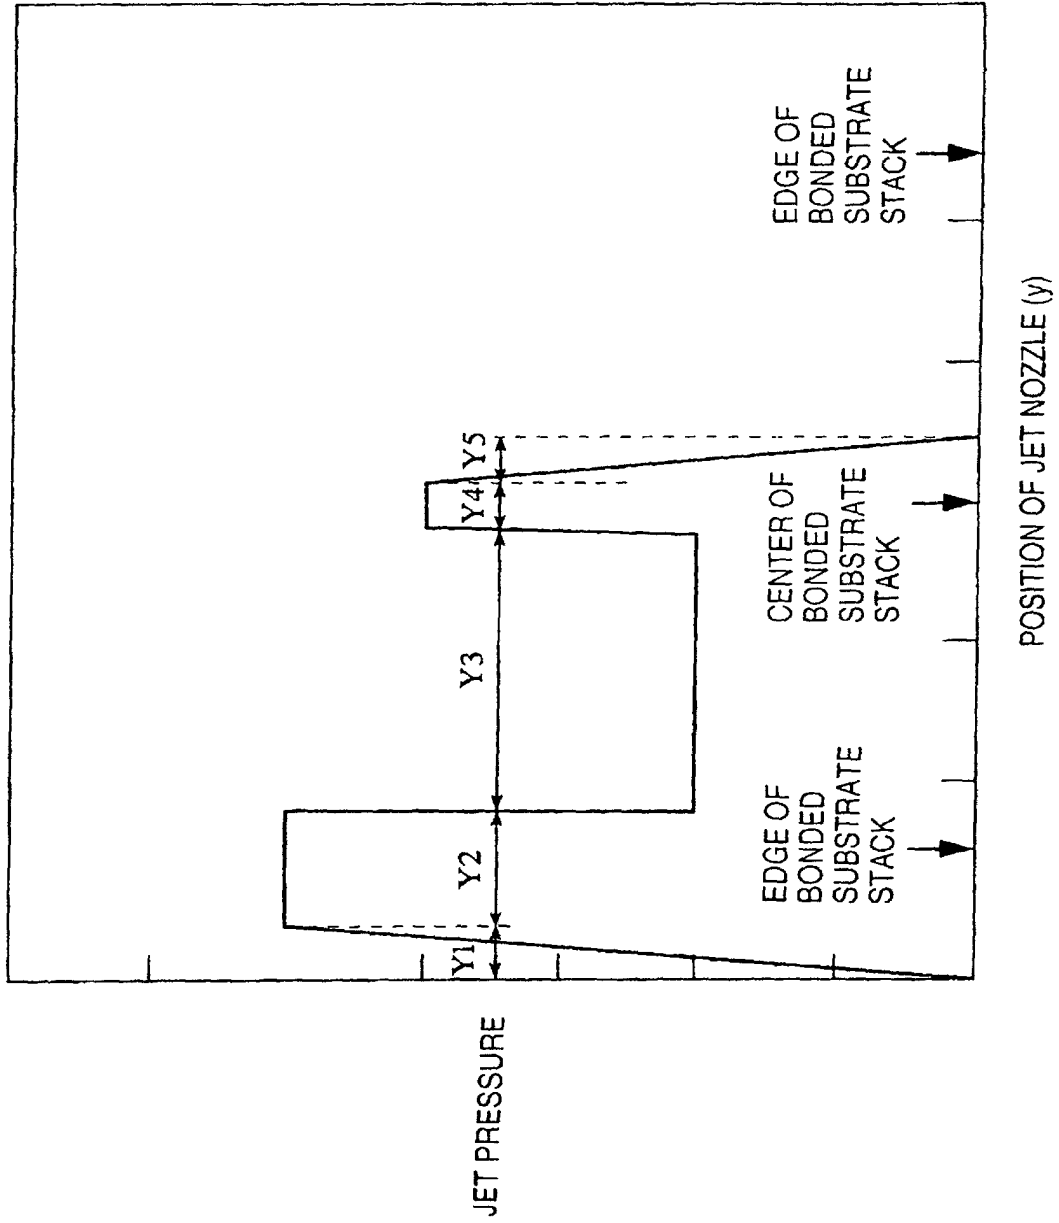 JET PRESSURE
Y1
Y2
Y3
Y4
Y5
EDGE OF
BONDED
SUBSTRATE
STACK
CENTER OF
BONDED
SUBSTRATE
STACK
EDGE OF
BONDED
SUBSTRATE
STACK
POSITION OF JET NOZZLE (y)